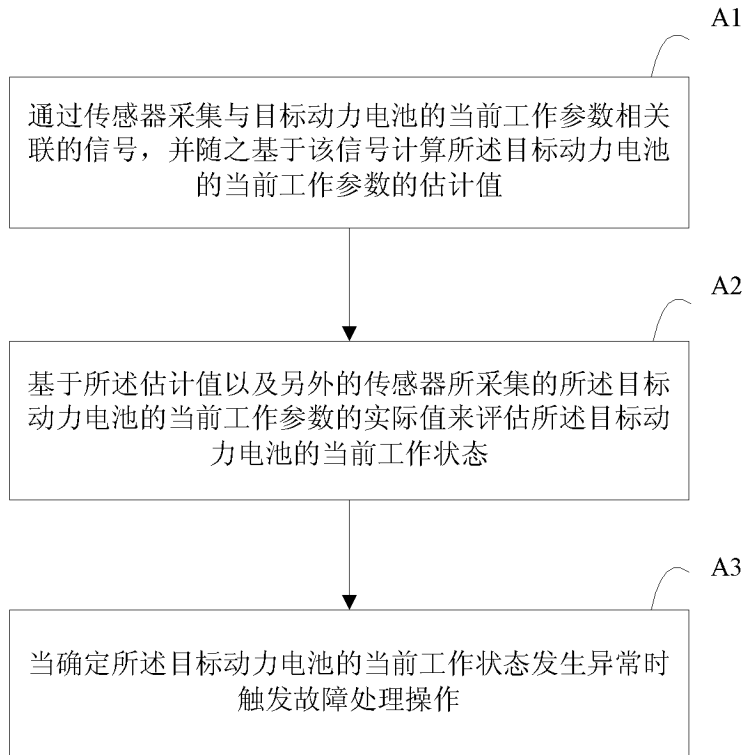 A1
通过传感器采集与目标动力电池的当前工作参数相关
联的信号，并随之基于该信号计算所述目标动力电池
的当前工作参数的估计值
A2
基于所述估计值以及另外的传感器所采集的所述目标
动力电池的当前工作参数的实际值来评估所述目标动
力电池的当前工作状态
A3
当确定所述目标动力电池的当前工作状态发生异常时
触发故障处理操作